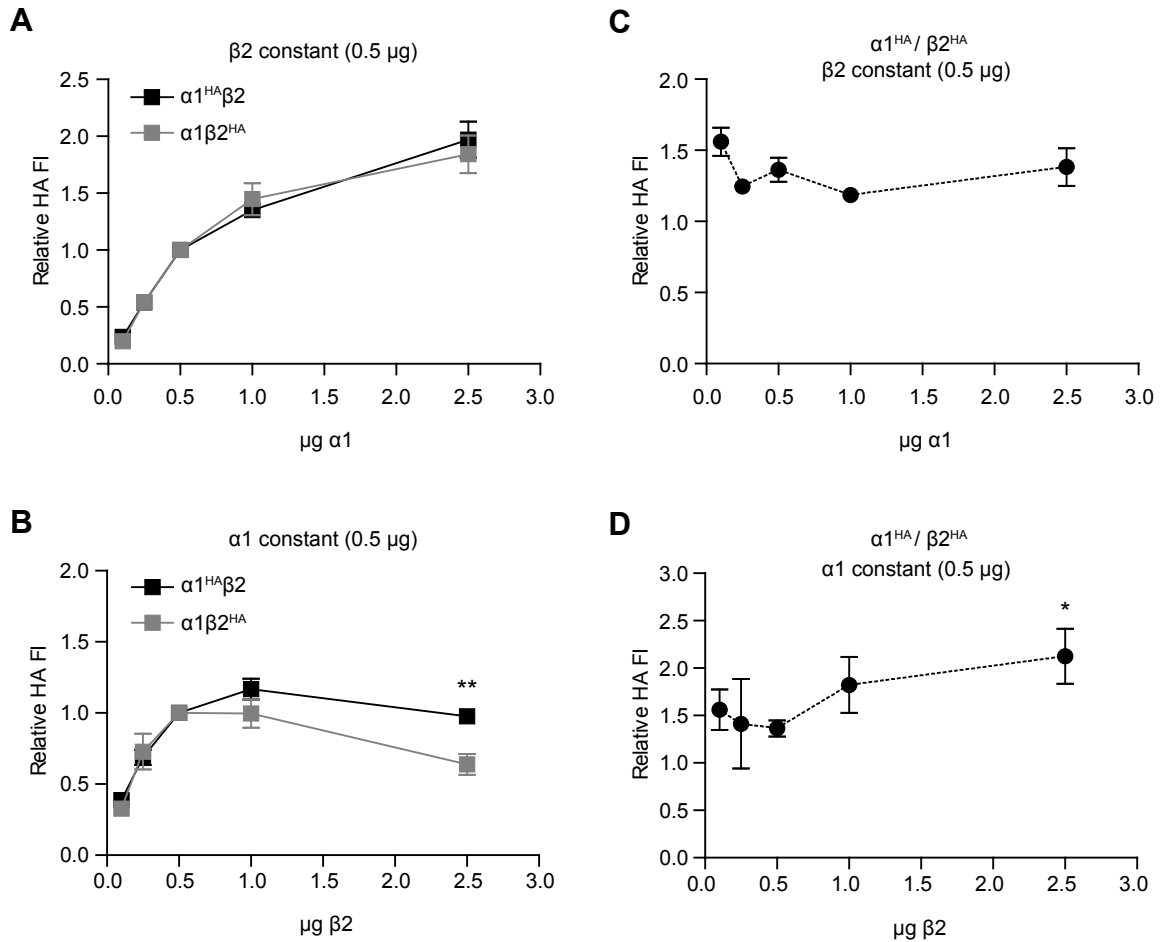 A
β2 constant (0.5 µg)
2.5
2.0
1.5
1.0
0.5
0.0
Relative HA FI
α1ᴴᴬβ2
α1β2ᴴᴬ
0.0 0.5 1.0 1.5 2.0 2.5 3.0
µg α1
C
α1ᴴᴬ / β2ᴴᴬ
β2 constant (0.5 µg)
2.0
1.5
1.0
0.5
0.0
Relative HA FI
0.0 0.5 1.0 1.5 2.0 2.5 3.0
µg α1
B
α1 constant (0.5 µg)
2.0
1.5
1.0
0.5
0.0
Relative HA FI
α1ᴴᴬβ2
α1β2ᴴᴬ
**
0.0 0.5 1.0 1.5 2.0 2.5 3.0
µg β2
D
α1ᴴᴬ / β2ᴴᴬ
α1 constant (0.5 µg)
3.0
2.5
2.0
1.5
1.0
0.5
0.0
Relative HA FI
*
0.0 0.5 1.0 1.5 2.0 2.5 3.0
µg β2